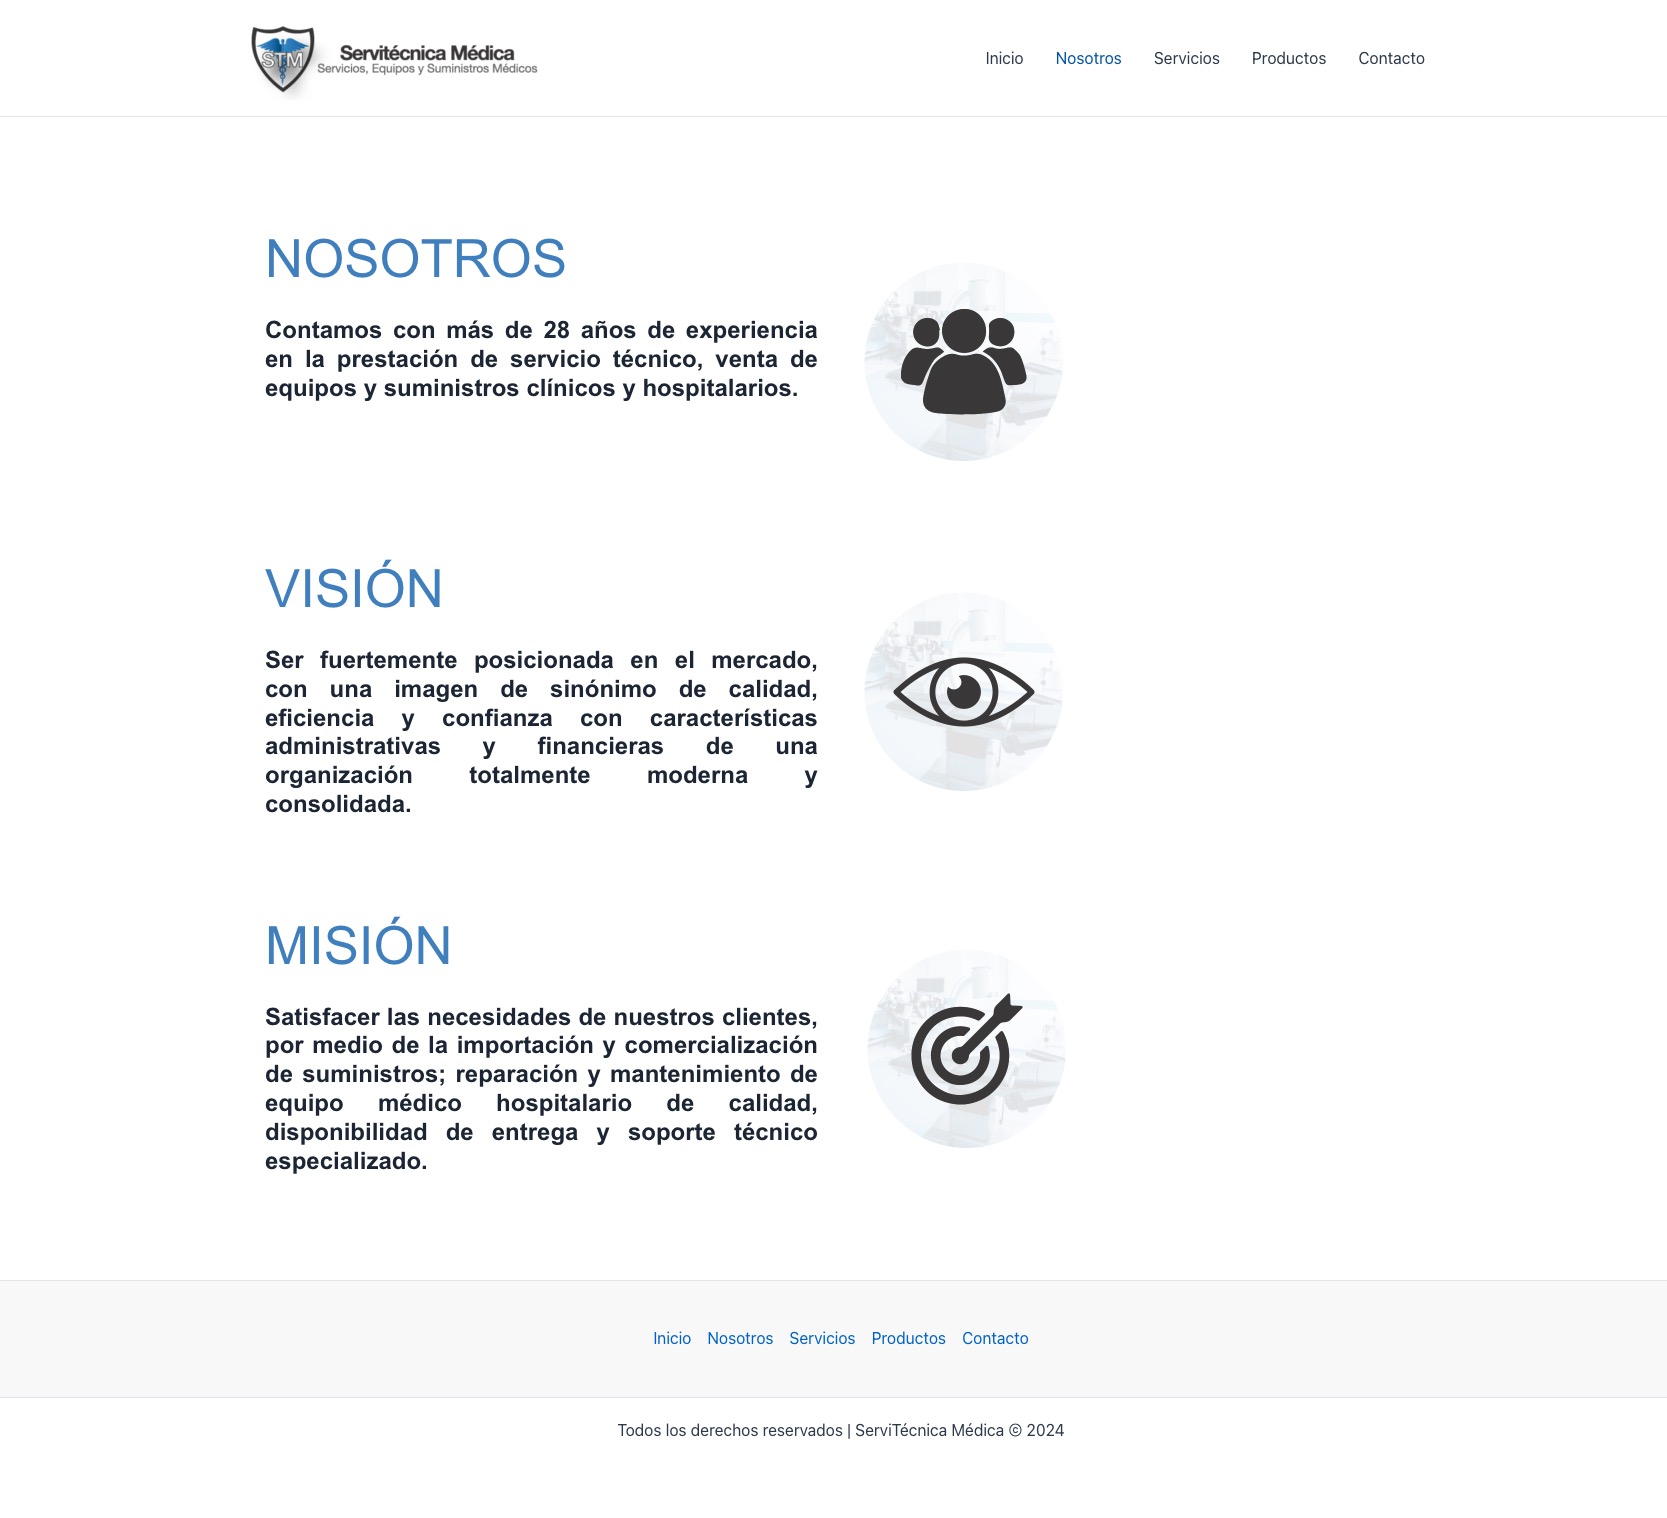 STM
Servitécnica Médica
Servicios, Equipos y Suministros Médicos
Inicio Nosotros Servicios Productos Contacto
NOSOTROS
Contamos con más de 28 años de experiencia
en la prestación de servicio técnico, venta de
equipos y suministros clínicos y hospitalarios.
VISIÓN
Ser fuertemente posicionada en el mercado,
con una imagen de sinónimo de calidad,
eficiencia y confianza con características
administrativas y financieras de una
organización totalmente moderna y
consolidada.
MISIÓN
Satisfacer las necesidades de nuestros clientes,
por medio de la importación y comercialización
de suministros; reparación y mantenimiento de
equipo médico hospitalario de calidad,
disponibilidad de entrega y soporte técnico
especializado.
Inicio Nosotros Servicios Productos Contacto
Todos los derechos reservados | ServiTécnica Médica © 2024